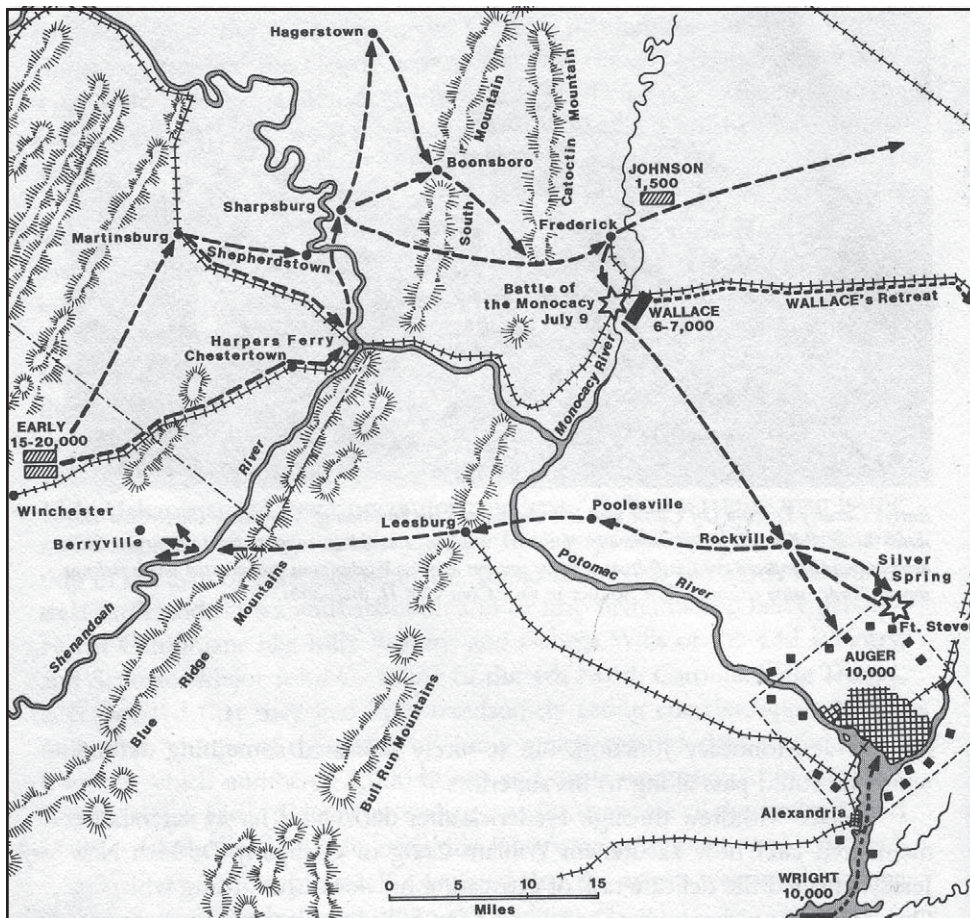 Hagerstown
Mountain
Catoctin Mountain
Boonsboro
JOHNSON
1,500
Sharpsburg
South
Martinsburg
Shepherdstown
Frederick
Battle of
the Monocacy
July 9
WALLACE's Retreat
WALLACE
6-7,000
Harpers Ferry
Chestertown
Monocacy River
EARLY
15-20,000
River
Winchester
Poolesville
Leesburg
Rockville
Berryville
Silver
Spring
Potomac
River
Mountains
Ft. Steven
Shenandoah
Ridge
AUGER
10,000
Blue
Bull Run Mountain
Alexandria
WRIGHT
10,000
0 5 10 15
Miles